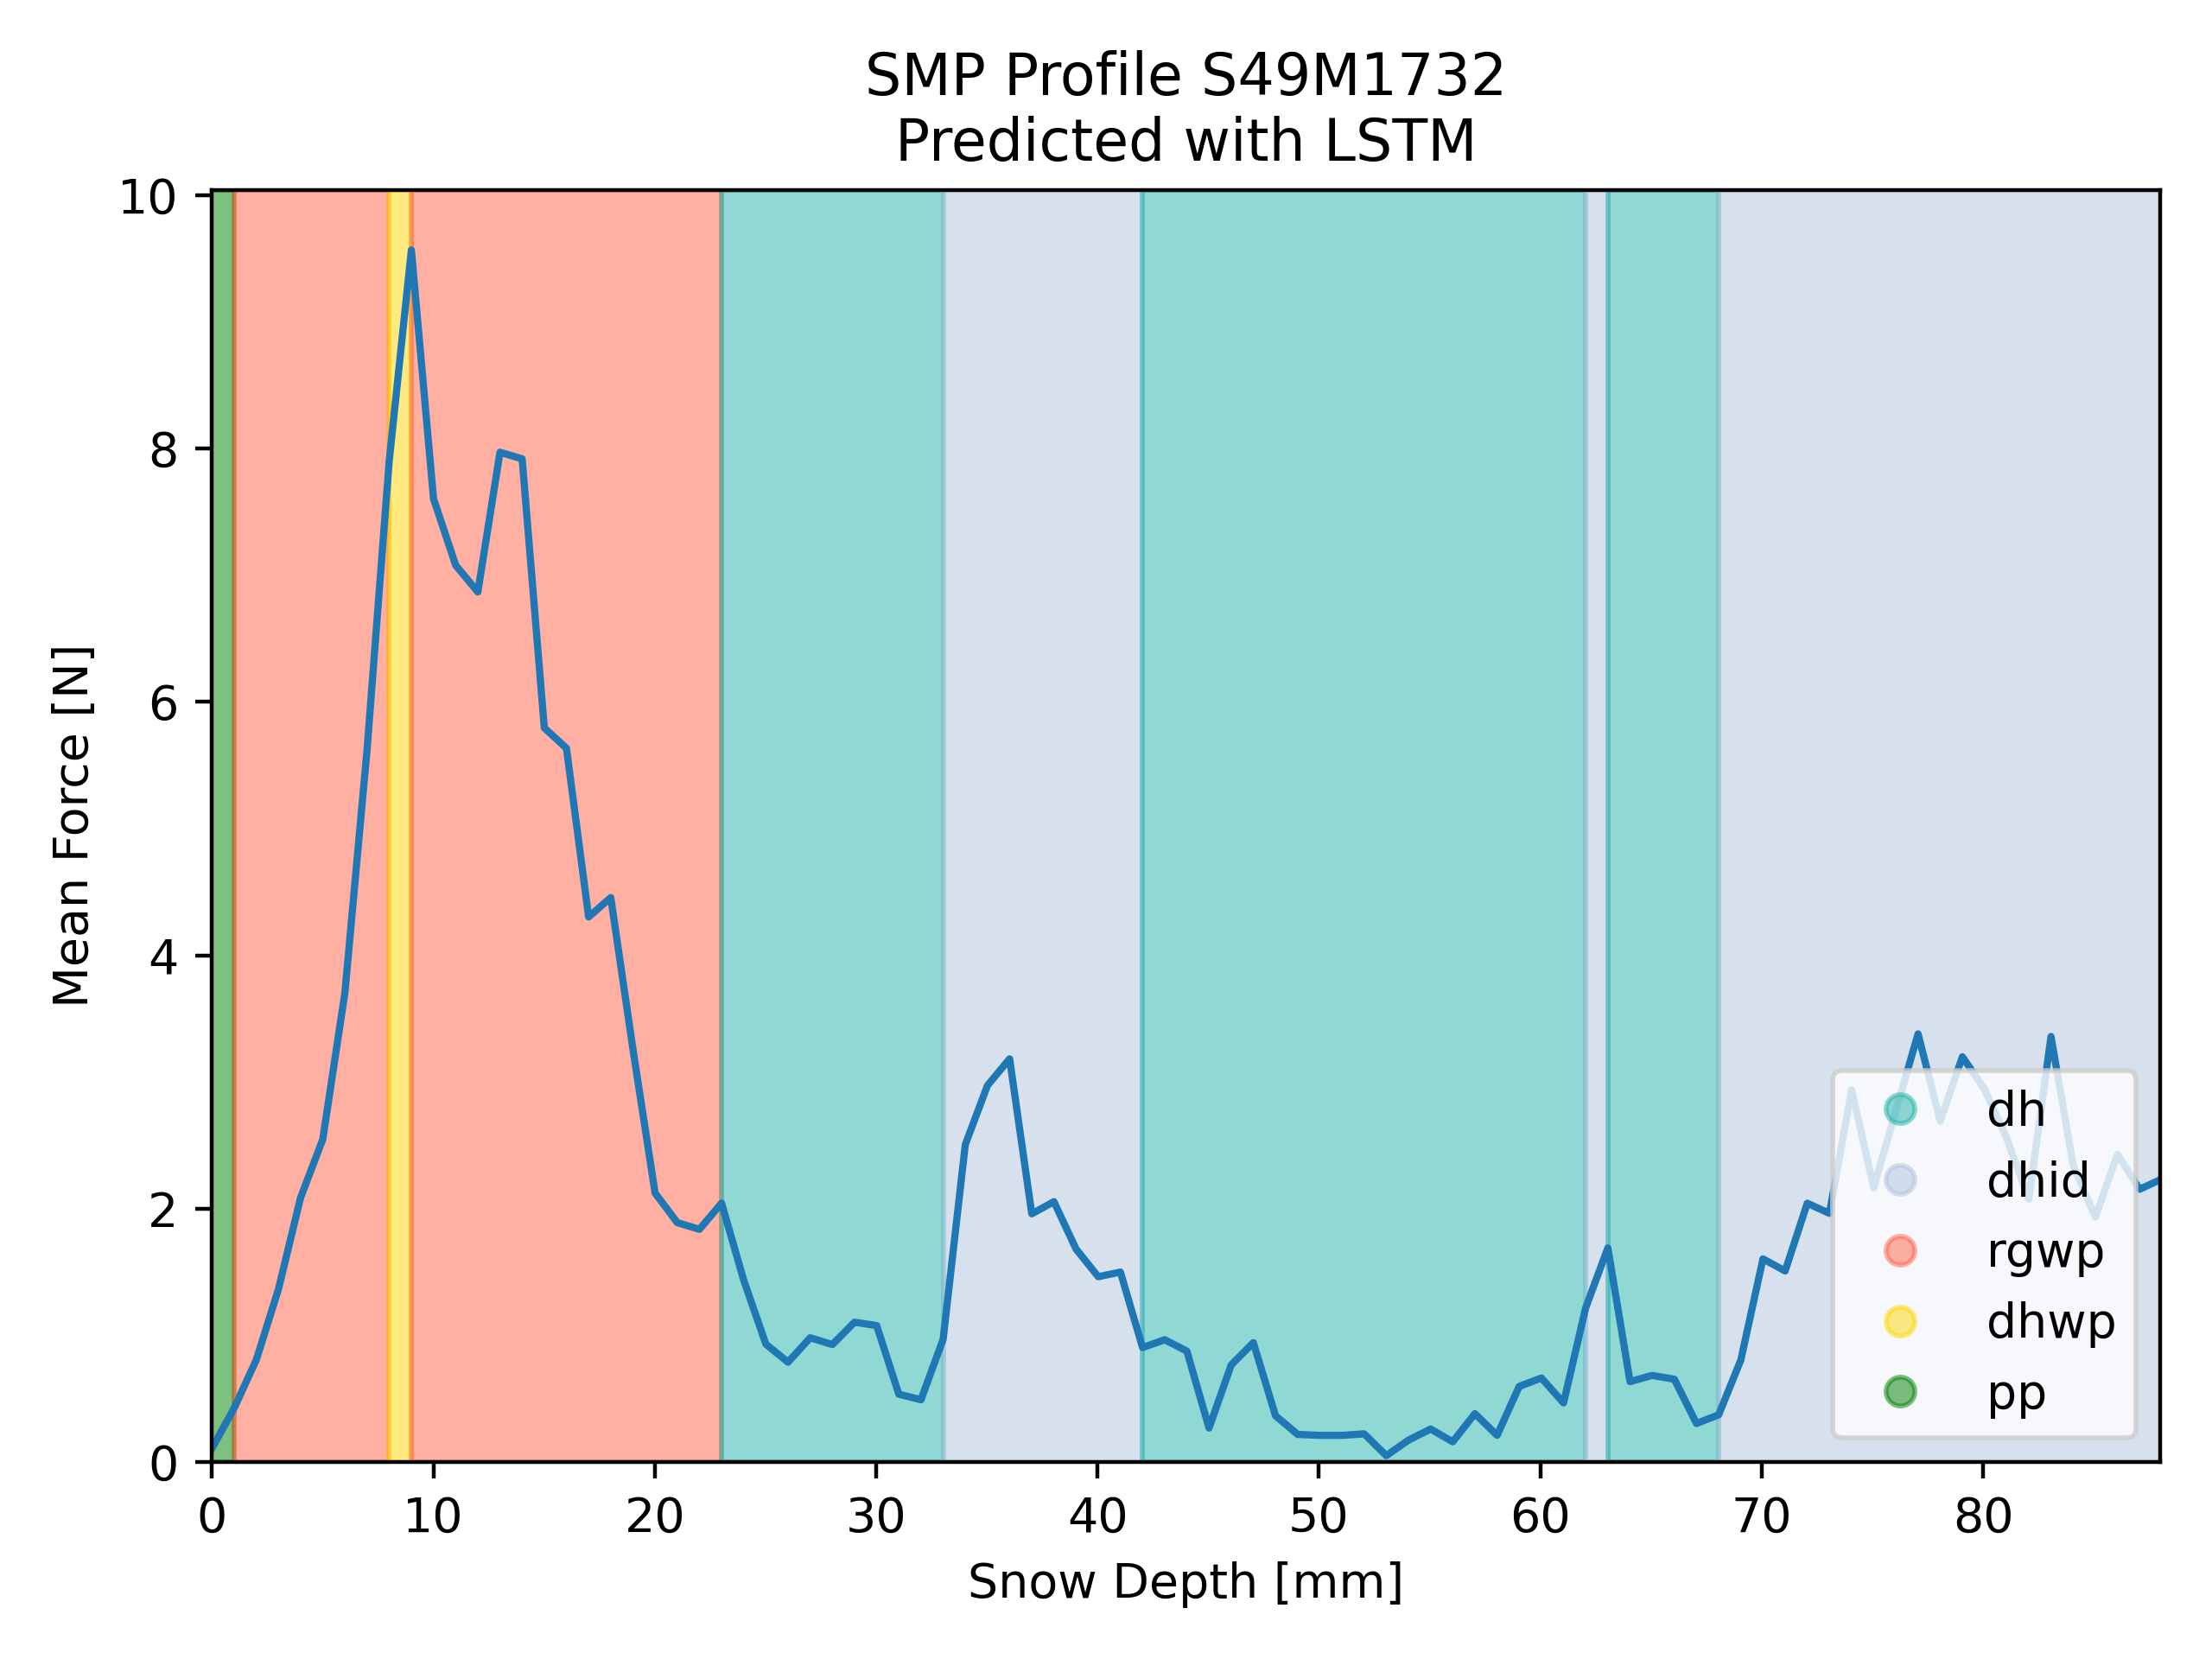 SMP Profile S49M1732
Predicted with LSTM
Mean Force [N]
10
8
6
4
2
0
0 10 20 30 40 50 60 70 80
Snow Depth [mm]
dh
dhid
rgwp
dhwp
pp